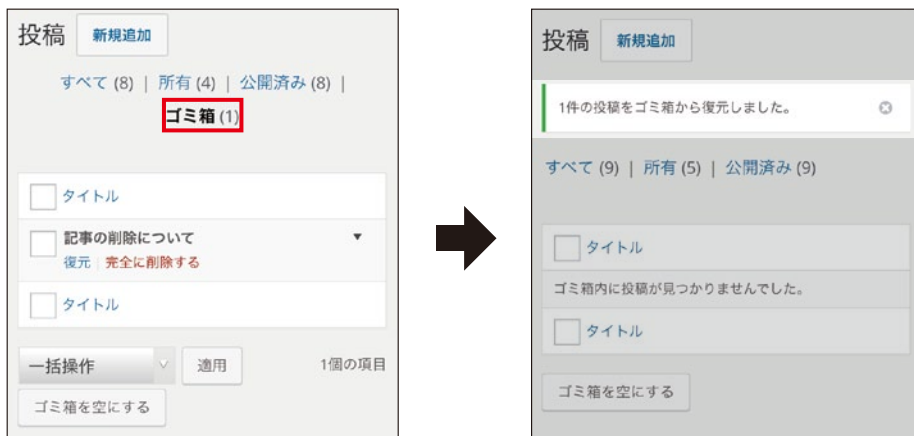 投稿 新規追加
すべて (8) | 所有 (4) | 公開済み (8) |
ゴミ箱 (1)
タイトル
記事の削除について
復元 | 完全に削除する
タイトル
一括操作 適用 1個の項目
ゴミ箱を空にする
投稿 新規追加
1件の投稿をゴミ箱から復元しました。
すべて (9) | 所有 (5) | 公開済み (9)
タイトル
ゴミ箱内に投稿が見つかりませんでした。
タイトル
ゴミ箱を空にする